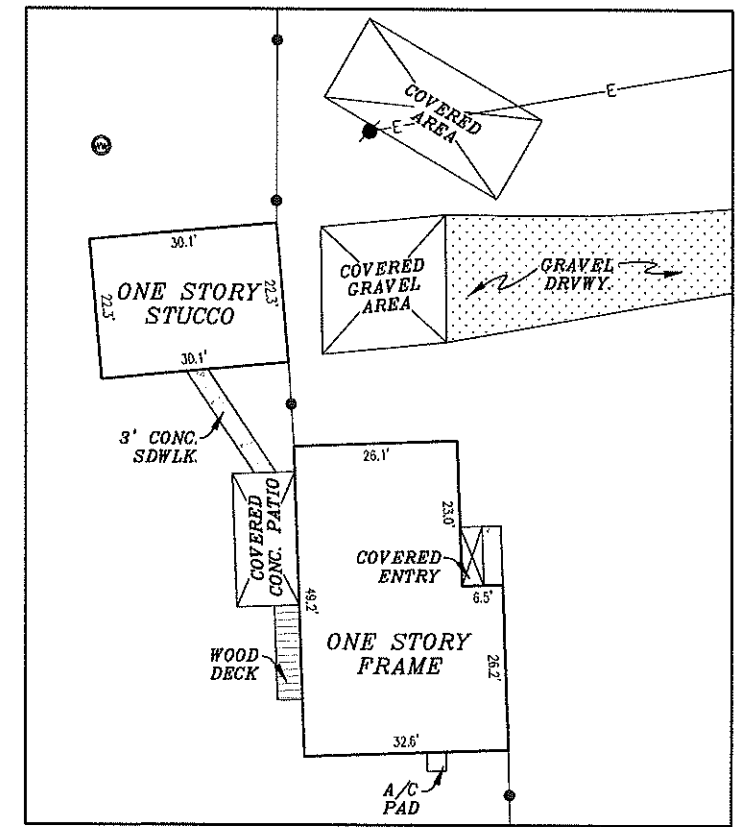 COVERED
AREA
E
E
W
30.1'
ONE STORY
STUCCO
22.3'
22.3'
30.1'
COVERED
GRAVEL
AREA
GRAVEL
DRVWY.
3' CONC.
SDWLK.
COVERED
CONC. PATIO
26.1'
23.0'
COVERED
ENTRY
6.5'
49.2'
ONE STORY
FRAME
26.2'
WOOD
DECK
32.6'
A/C
PAD